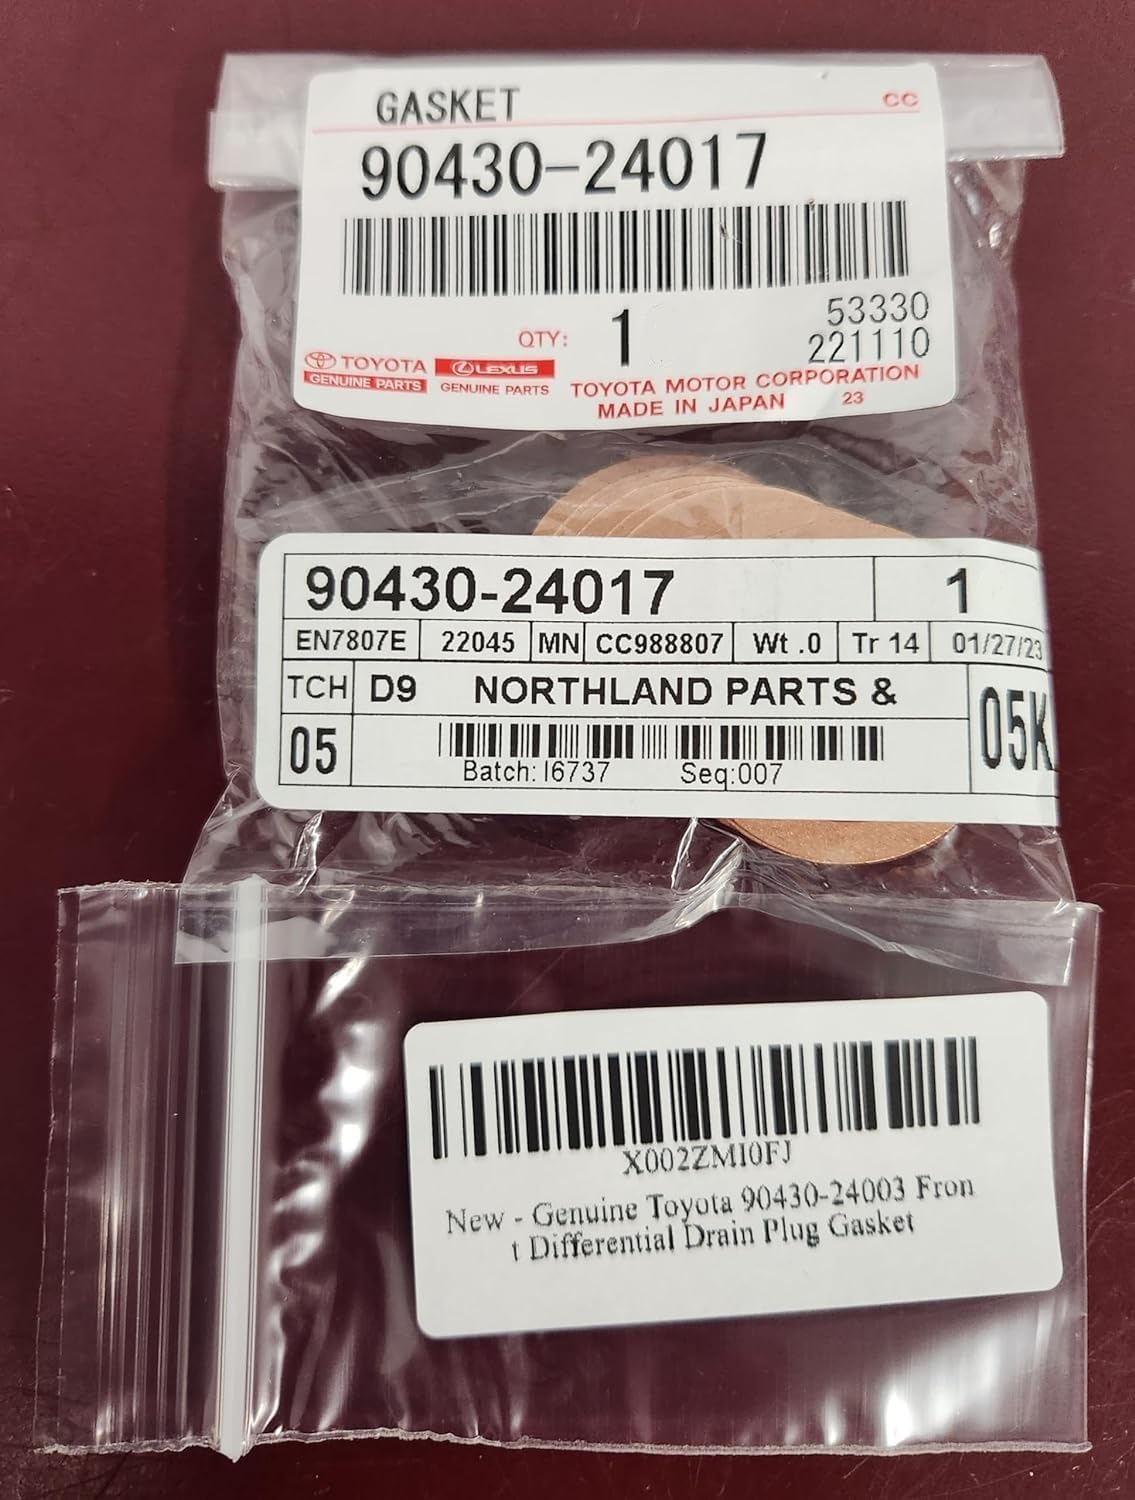 GASKET CC
90430-24017
53330
QTY: 1 221110
TOYOTA LEXUS
GENUINE PARTS GENUINE PARTS
TOYOTA MOTOR CORPORATION
MADE IN JAPAN 23
90430-24017 1
EN7807E 22045 MN CC988807 Wt .0 Tr 14 01/27/23
TCH D9 NORTHLAND PARTS &
05 05K
Batch: I6737 Seq:007
X002ZMI0FJ
New - Genuine Toyota 90430-24003 Fron
t Differential Drain Plug Gasket